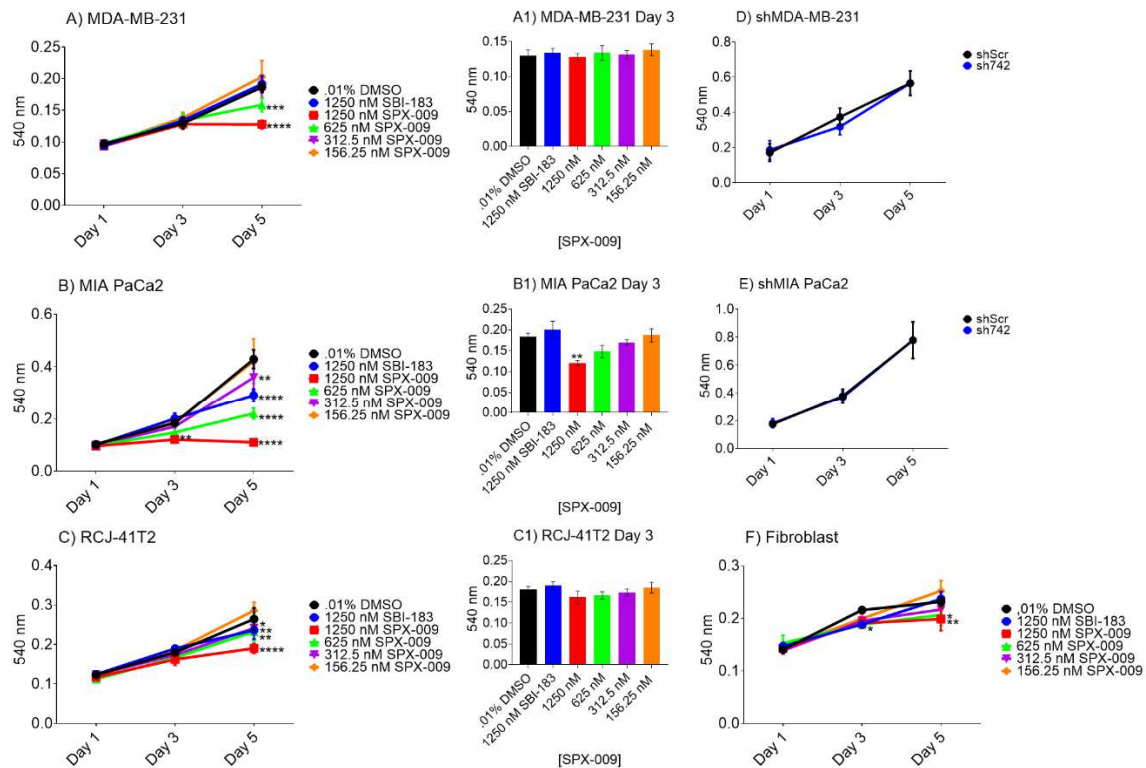 A) MDA-MB-231
540 nm
0.25
0.20
0.15
0.10
0.05
0.00
Day 1
Day 3
Day 5
***
****
.01% DMSO
1250 nM SBI-183
1250 nM SPX-009
625 nM SPX-009
312.5 nM SPX-009
156.25 nM SPX-009
A1) MDA-MB-231 Day 3
540 nm
0.15
0.10
0.05
0.00
.01% DMSO
1250 nM SBI-183
1250 nM
625 nM
312.5 nM
156.25 nM
[SPX-009]
D) shMDA-MB-231
540 nm
0.8
0.6
0.4
0.2
0.0
Day 1
Day 3
Day 5
shScr
sh742
B) MIA PaCa2
540 nm
0.6
0.4
0.2
0.0
Day 1
Day 3
Day 5
**
**
****
****
****
.01% DMSO
1250 nM SBI-183
1250 nM SPX-009
625 nM SPX-009
312.5 nM SPX-009
156.25 nM SPX-009
B1) MIA PaCa2 Day 3
540 nm
0.25
0.20
0.15
0.10
0.05
0.00
**
.01% DMSO
1250 nM SBI-183
1250 nM
625 nM
312.5 nM
156.25 nM
[SPX-009]
E) shMIA PaCa2
540 nm
1.0
0.8
0.6
0.4
0.2
0.0
Day 1
Day 3
Day 5
shScr
sh742
C) RCJ-41T2
540 nm
0.4
0.3
0.2
0.1
0.0
Day 1
Day 3
Day 5
*
**
**
****
.01% DMSO
1250 nM SBI-183
1250 nM SPX-009
625 nM SPX-009
312.5 nM SPX-009
156.25 nM SPX-009
C1) RCJ-41T2 Day 3
540 nm
0.25
0.20
0.15
0.10
0.05
0.00
.01% DMSO
1250 nM SBI-183
1250 nM
625 nM
312.5 nM
156.25 nM
[SPX-009]
F) Fibroblast
540 nm
0.4
0.3
0.2
0.1
0.0
Day 1
Day 3
Day 5
*
*
**
,01% DMSO
1250 nM SBI-183
1250 nM SPX-009
625 nM SPX-009
312.5 nM SPX-009
156.25 nM SPX-009